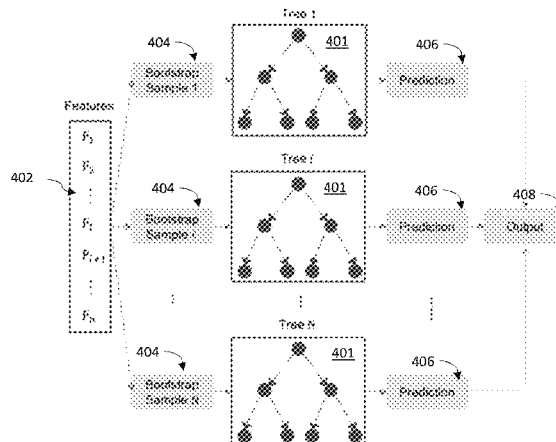 Tree 1
404
401
406
Bootstrap
Sample 1
Prediction
Features
F₁
F₂
⋮
402
Tree i
404
401
406
408
Fᵢ
Bootstrap
Sample i
Prediction
Output
Fᵢ₊₁
⋮
Tree N
404
401
406
Bootstrap
Sample N
Prediction